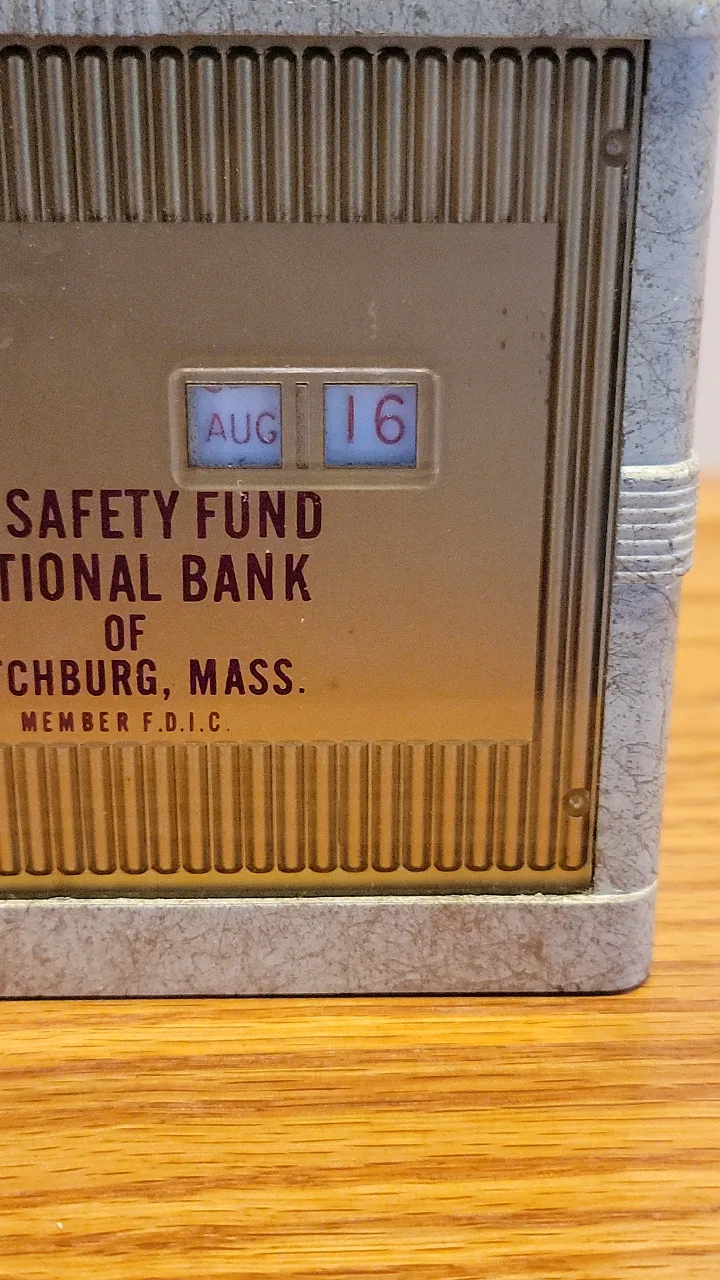 AUG 16
SAFETY FUND
TIONAL BANK
OF
TCHBURG, MASS.
MEMBER F.D.I.C.